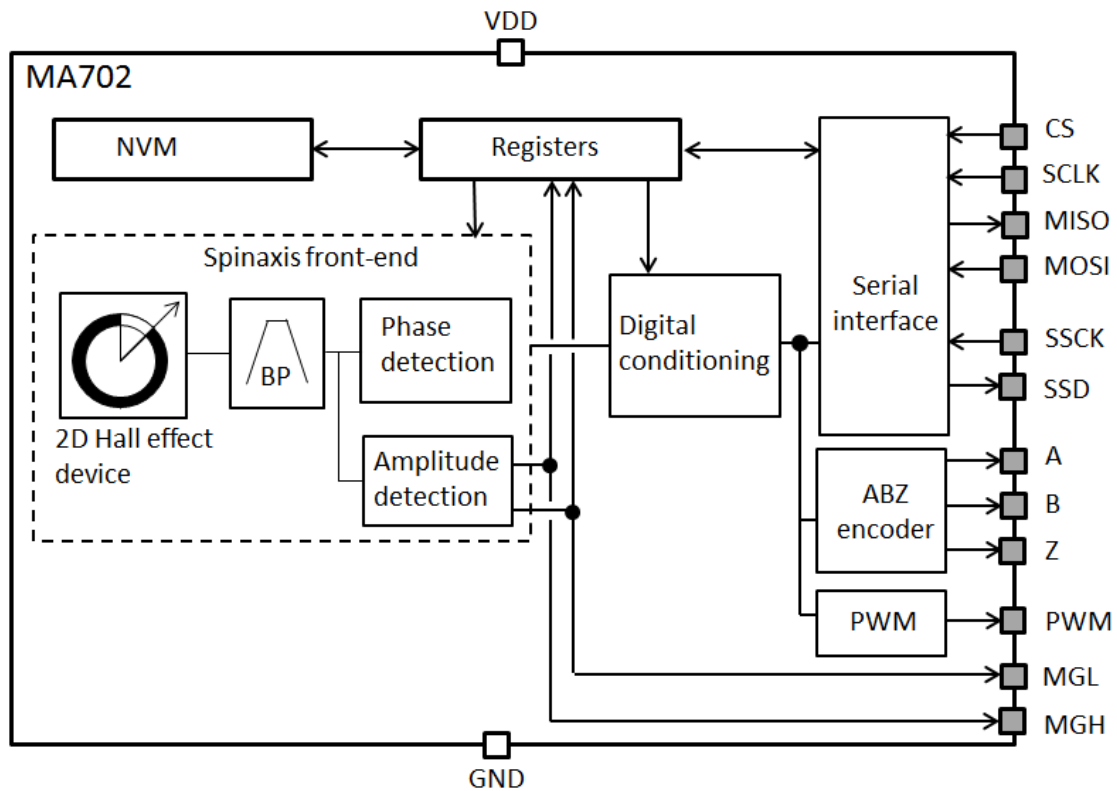 VDD
MA702
NVM
Registers
CS
SCLK
MISO
MOSI
SSCK
SSD
Serial
interface
Spinaxis front-end
Phase
detection
BP
2D Hall effect
device
Amplitude
detection
Digital
conditioning
ABZ
encoder
A
B
Z
PWM
PWM
MGL
MGH
GND